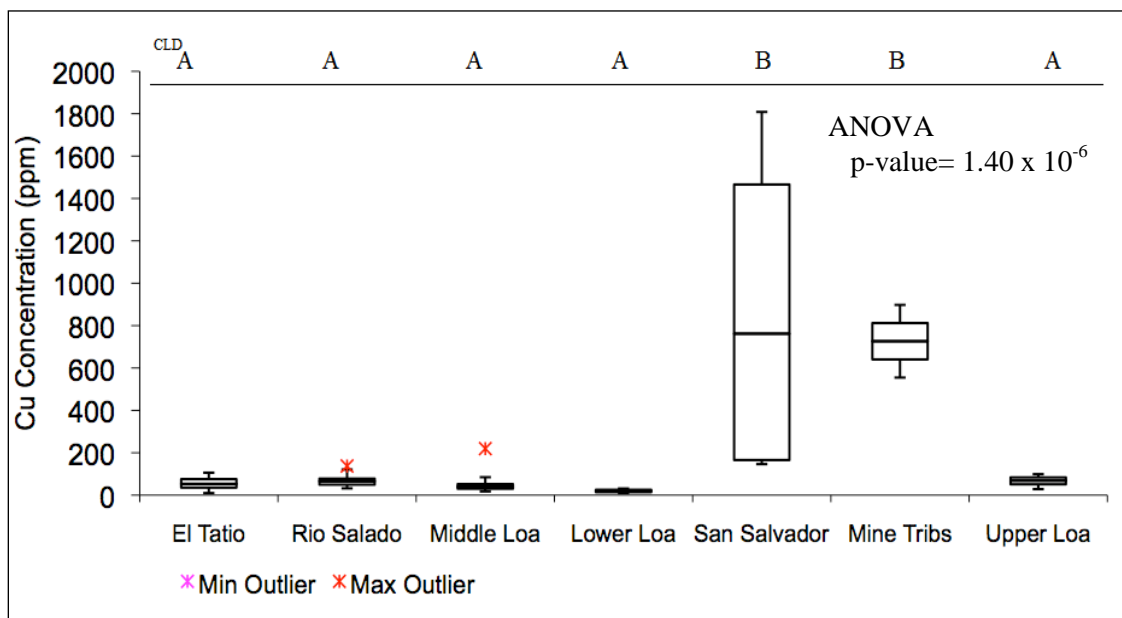 CLD
A A A A B B A
2000
1800
1600
1400
1200
1000
800
600
400
200
0
Cu Concentration (ppm)
ANOVA
p-value= 1.40 x 10⁻⁶
El Tatio Rio Salado Middle Loa Lower Loa San Salvador Mine Tribs Upper Loa
Min Outlier Max Outlier